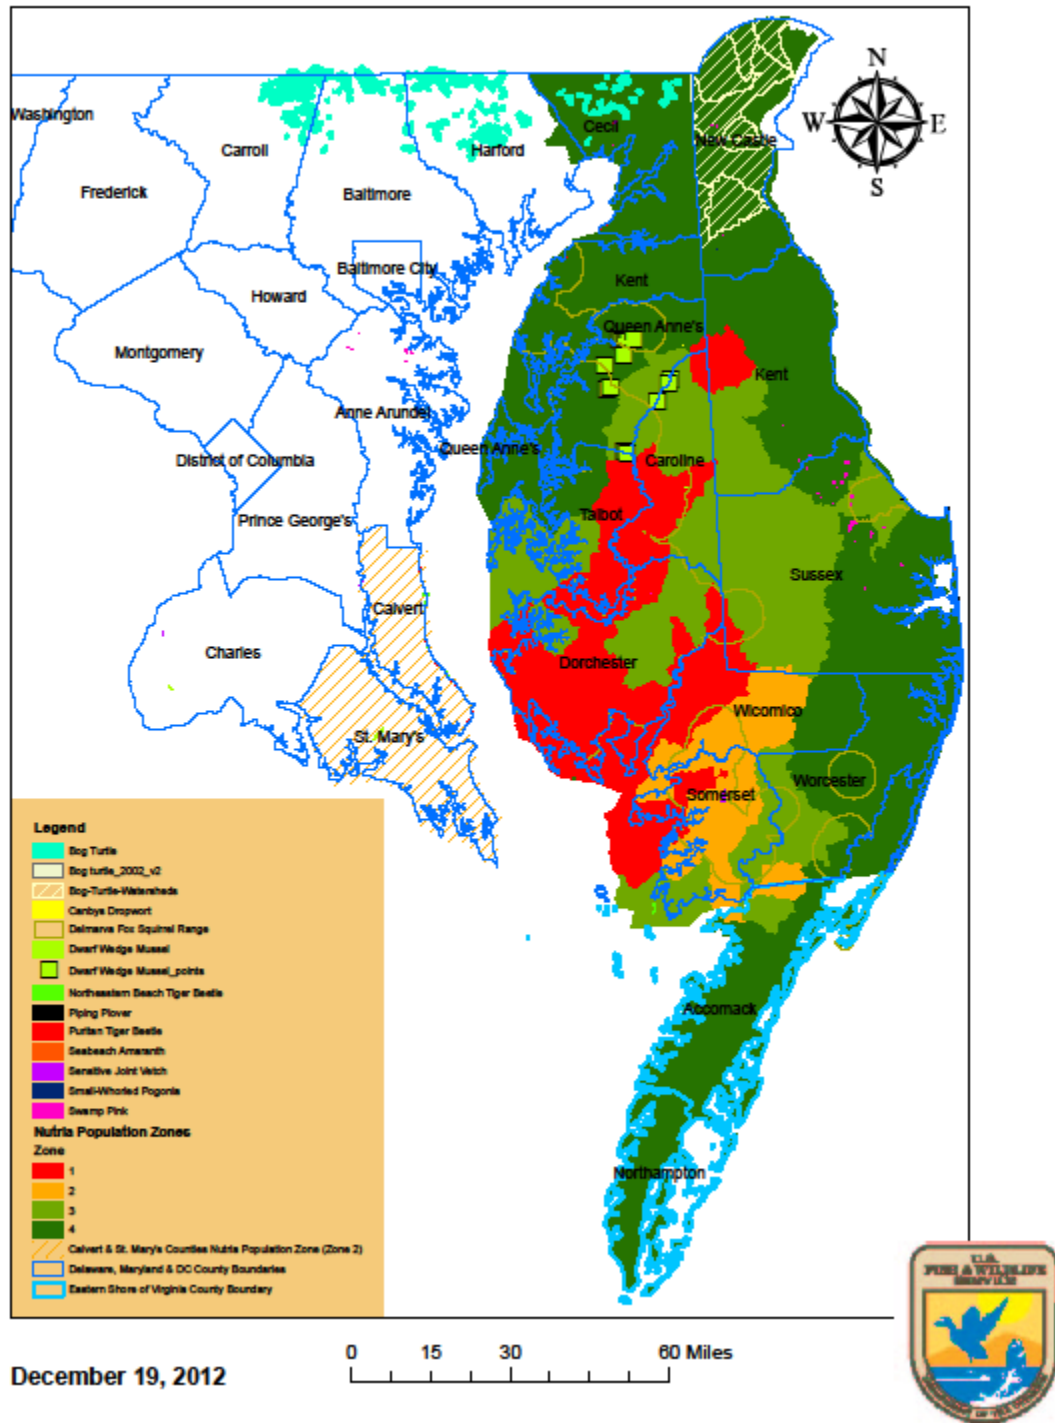 N
W
E
S
Washington
Carroll
Harford
Cecil
New Castle
Frederick
Baltimore
Baltimore City
Kent
Howard
Queen Anne's
Montgomery
Kent
Anne Arundel
Queen Anne's
District of Columbia
Caroline
Talbot
Prince George's
Sussex
Calvert
Charles
Dorchester
Wicomico
St. Mary's
Worcester
Somerset
Accomack
Northampton
Legend
Bog Turtle
Bog turtle_2002_v2
Bog-Turtle-Watersheds
Canbys Dropwort
Delmarva Fox Squirrel Range
Dwarf Wedge Mussel
Dwarf Wedge Mussel_points
Northeastern Beach Tiger Beetle
Piping Plover
Puritan Tiger Beetle
Seabeach Amaranth
Sensitive Joint Vetch
Small-Whorled Pogonia
Swamp Pink
Nutria Population Zones
Zone
1
2
3
4
Calvert & St. Mary's Counties Nutria Population Zone (Zone 2)
Delaware, Maryland & DC County Boundaries
Eastern Shore of Virginia County Boundary
U.S.
FISH & WILDLIFE
SERVICE
DEPARTMENT OF THE INTERIOR
0 15 30 60 Miles
December 19, 2012